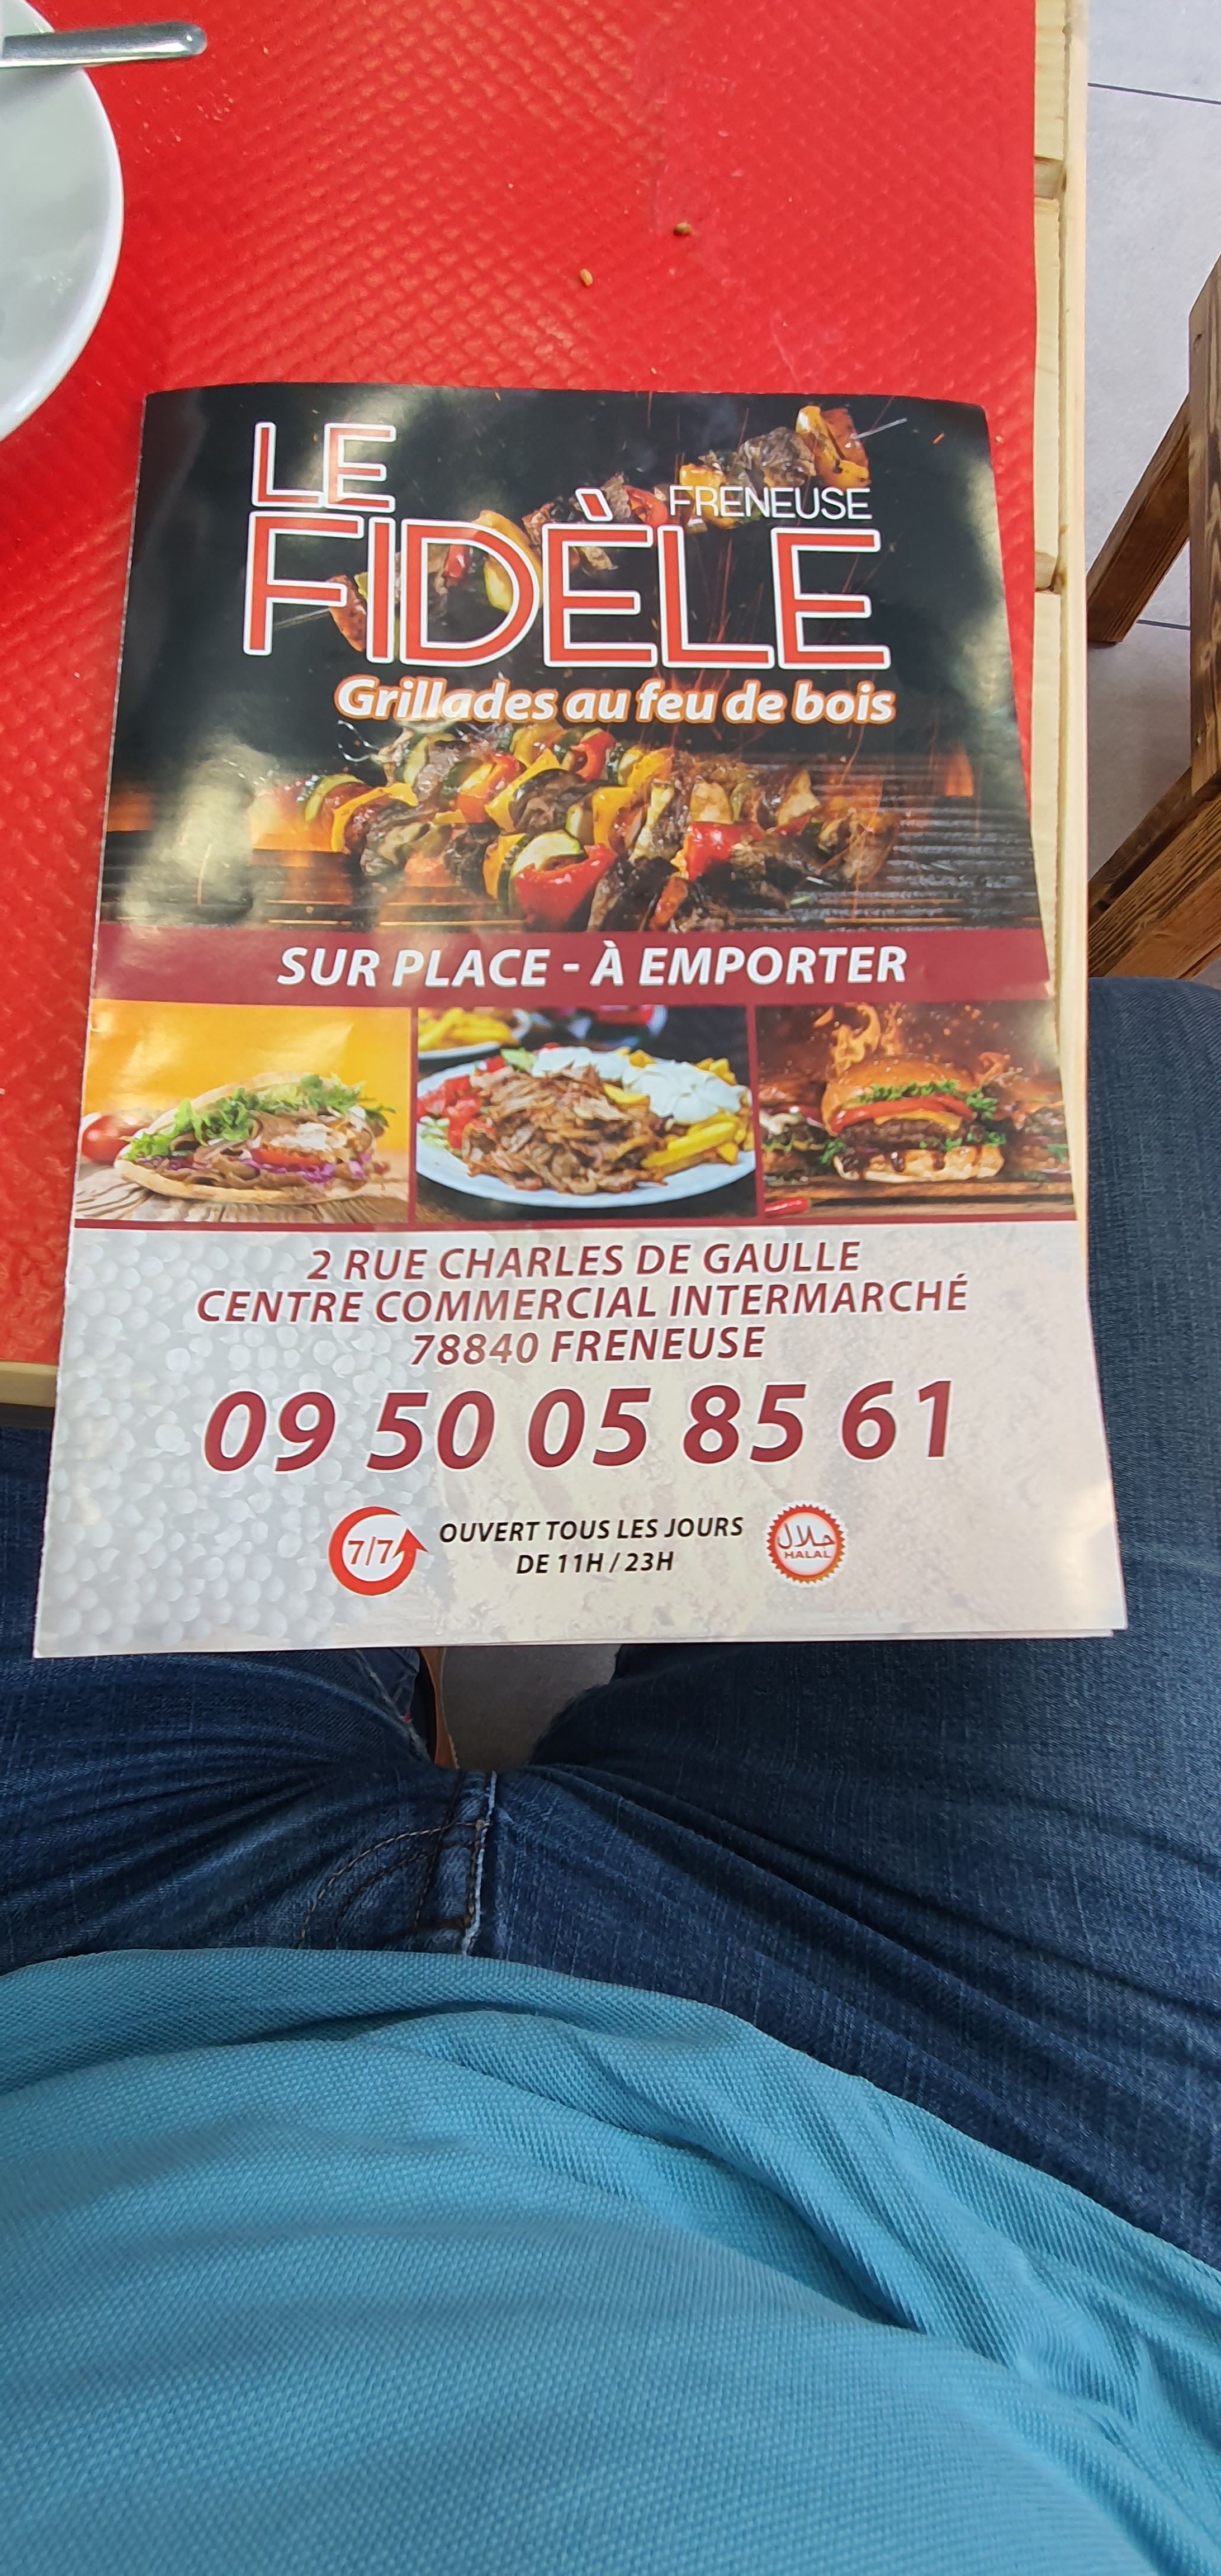 LE
FRENEUSE
FIDÈLE
Grillades au feu de bois
SUR PLACE - À EMPORTER
2 RUE CHARLES DE GAULLE
CENTRE COMMERCIAL INTERMARCHÉ
78840 FRENEUSE
09 50 05 85 61
7/7
OUVERT TOUS LES JOURS
DE 11H / 23H
حلال
HALAL